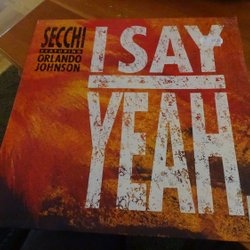 SECCHI
FEATURING
ORLANDO
JOHNSON
I SAY
YEAH.